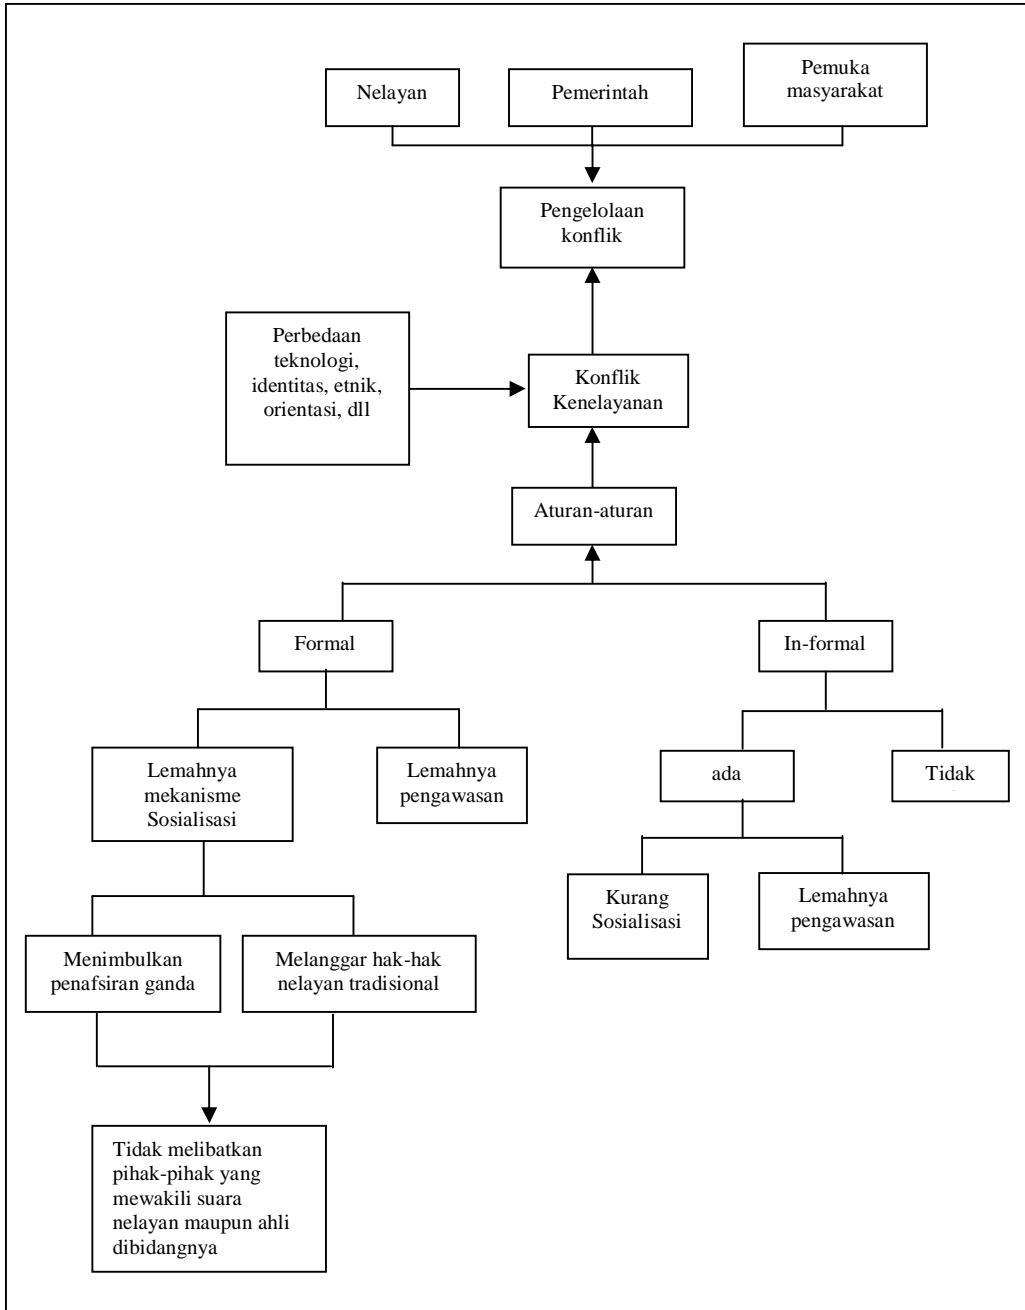 Nelayan
Pemerintah
Pemuka
masyarakat
Pengelolaan
konflik
Perbedaan
teknologi,
identitas, etnik,
orientasi, dll
Konflik
Kenelayanan
Aturan-aturan
Formal
In-formal
Lemahnya
mekanisme
Sosialisasi
Lemahnya
pengawasan
ada
Tidak
Kurang
Sosialisasi
Lemahnya
pengawasan
Menimbulkan
penafsiran ganda
Melanggar hak-hak
nelayan tradisional
Tidak melibatkan
pihak-pihak yang
mewakili suara
nelayan maupun ahli
dibidangnya